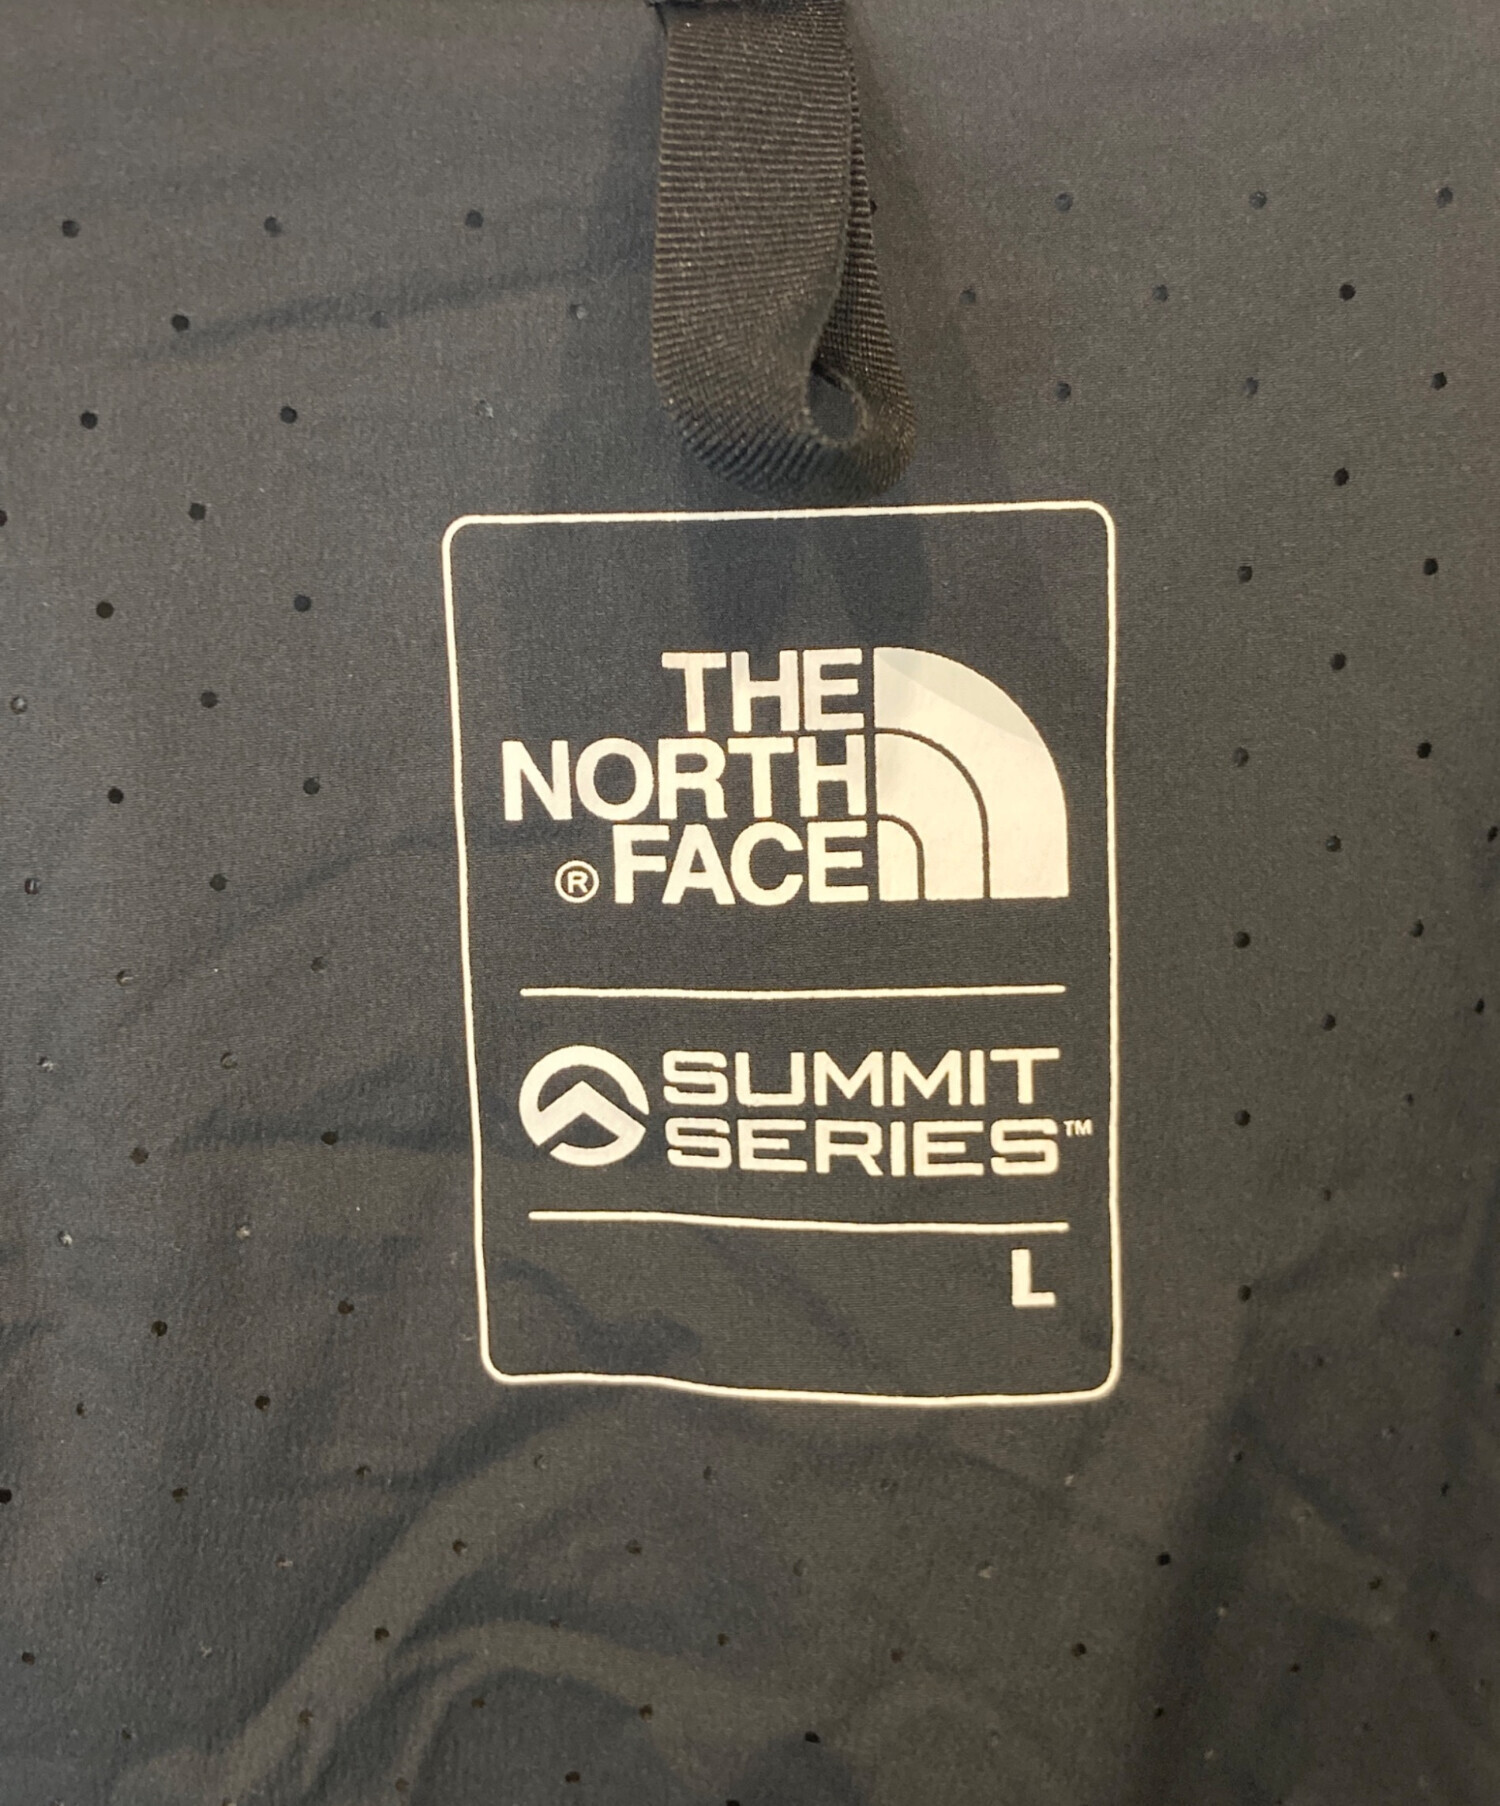 THE
NORTH
® FACE
SUMMIT
SERIES™
L